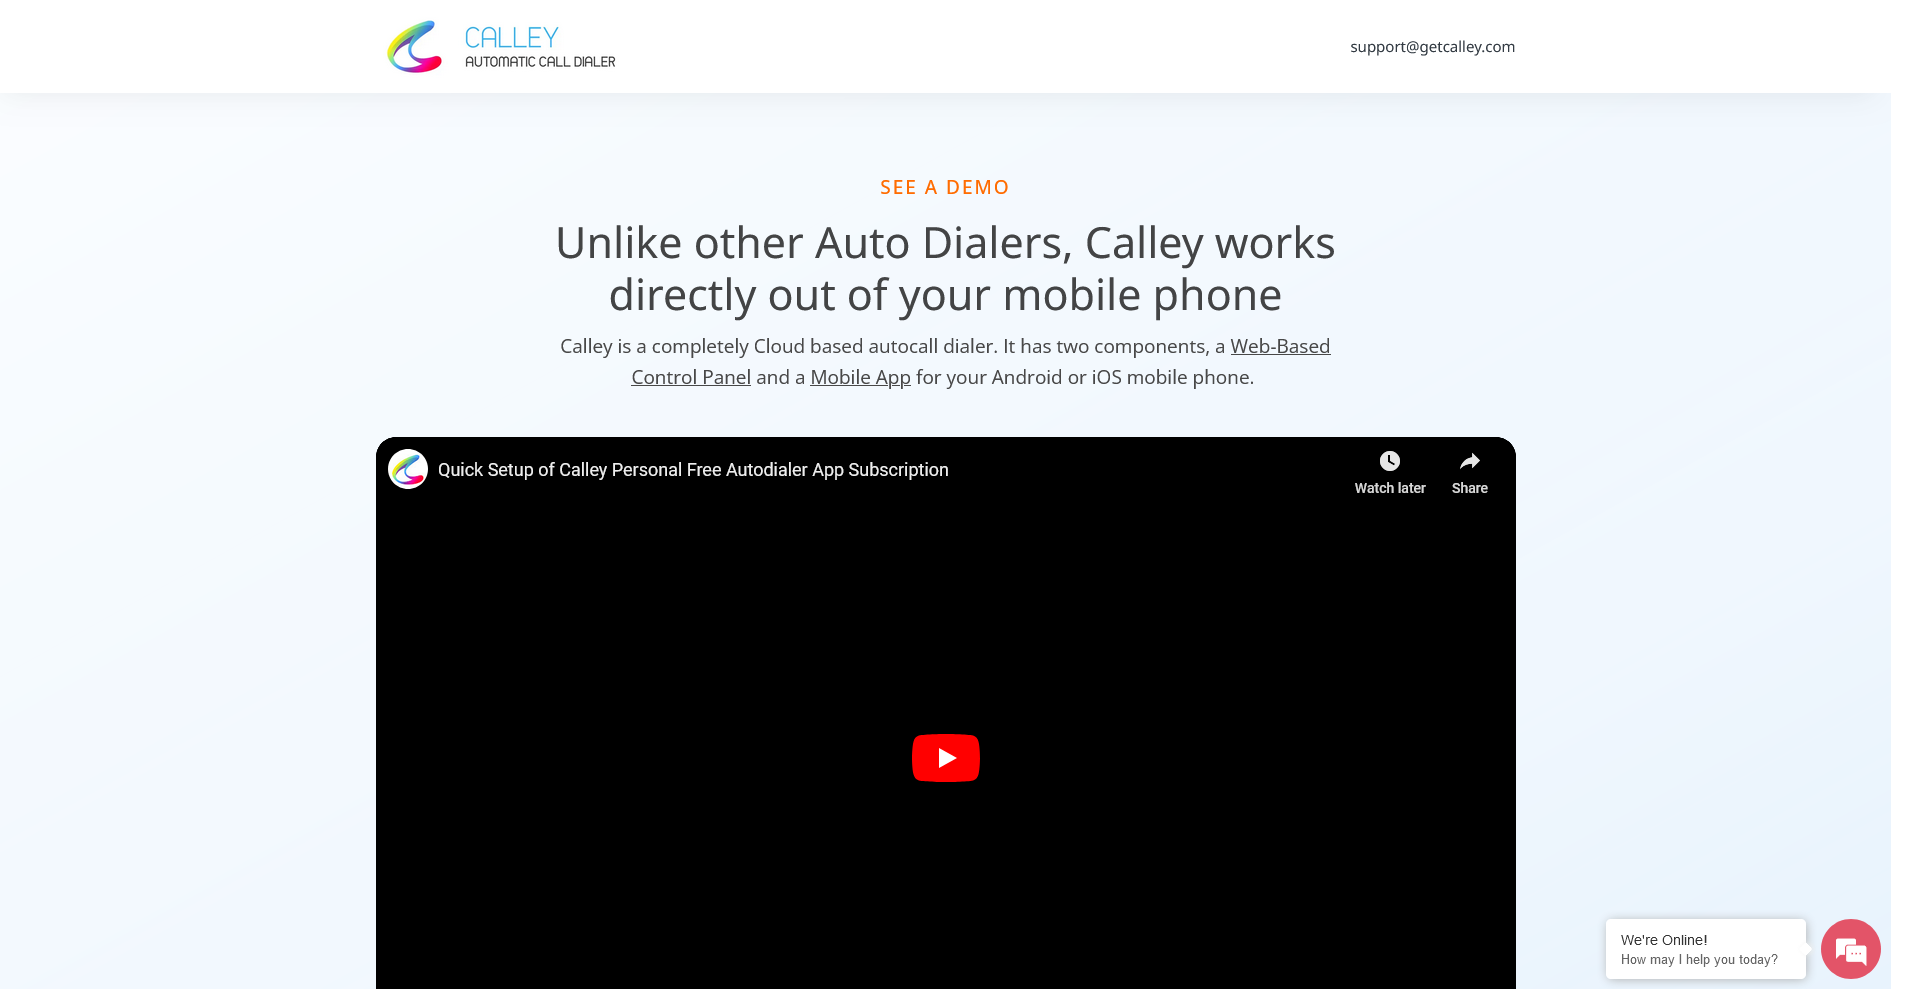 CALLEY
AUTOMATIC CALL DIALER
support@getcalley.com
SEE A DEMO
Unlike other Auto Dialers, Calley works
directly out of your mobile phone
Calley is a completely Cloud based autocall dialer. It has two components, a Web-Based
Control Panel and a Mobile App for your Android or iOS mobile phone.
Quick Setup of Calley Personal Free Autodialer App Subscription
Watch later
Share
We're Online!
How may I help you today?